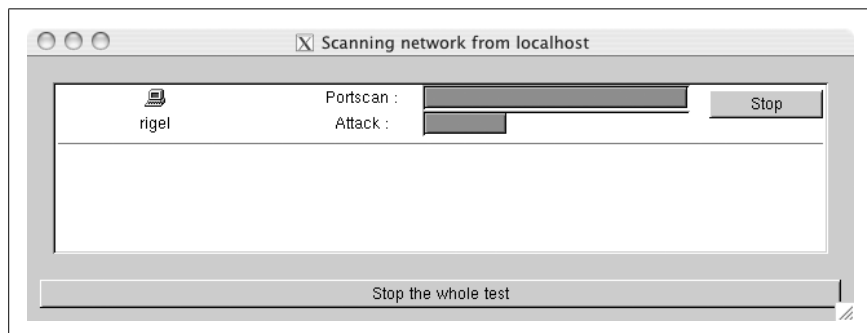 Scanning network from localhost
Portscan :
Stop
rigel
Attack :
Stop the whole test